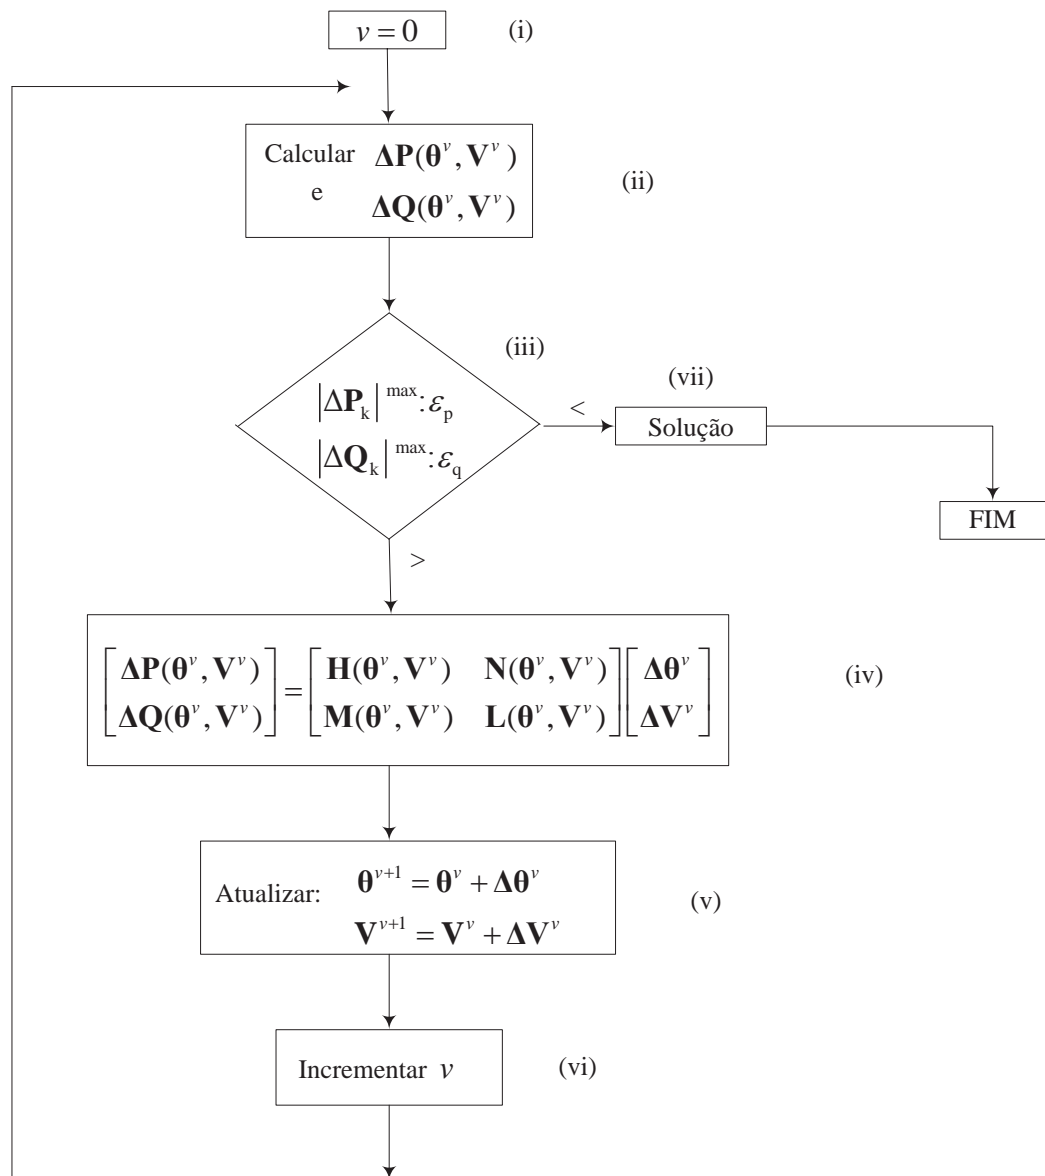 v = 0 (i)
Calcular ΔP(θ^v, V^v)
e ΔQ(θ^v, V^v)
(ii)
(iii)
|ΔP_k|^max : ε_p
|ΔQ_k|^max : ε_q
<
(vii)
Solução
FIM
>
[ΔP(θ^v, V^v)] = [H(θ^v, V^v) N(θ^v, V^v)] [Δθ^v]
[ΔQ(θ^v, V^v)] = [M(θ^v, V^v) L(θ^v, V^v)] [ΔV^v]
(iv)
Atualizar: θ^{v+1} = θ^v + Δθ^v
V^{v+1} = V^v + ΔV^v
(v)
Incrementar v (vi)